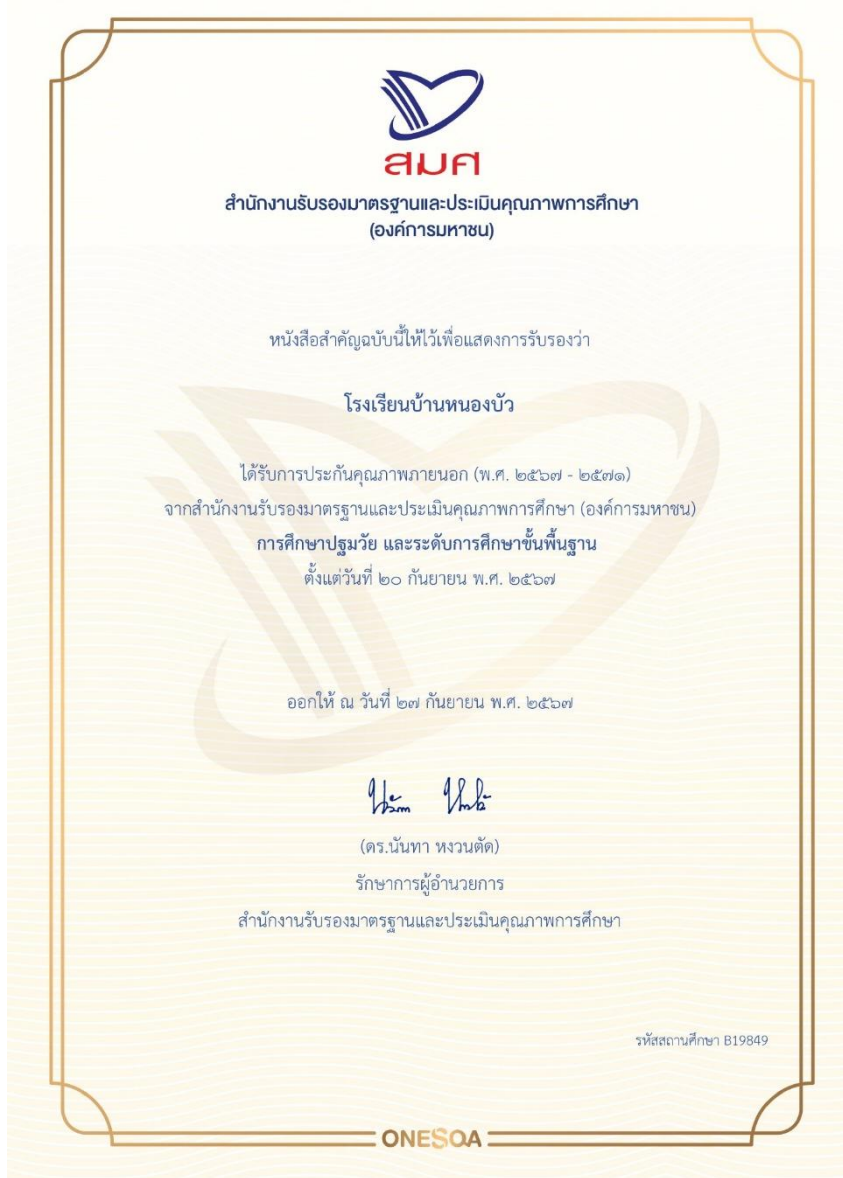 สมศ
สำนักงานรับรองมาตรฐานและประเมินคุณภาพการศึกษา
(องค์การมหาชน)
หนังสือสำคัญฉบับนี้ให้ไว้เพื่อแสดงการรับรองว่า
โรงเรียนบ้านหนองบัว
ได้รับการประกันคุณภาพภายนอก (พ.ศ. ๒๕๖๗ - ๒๕๗๑)
จากสำนักงานรับรองมาตรฐานและประเมินคุณภาพการศึกษา (องค์การมหาชน)
การศึกษาปฐมวัย และระดับการศึกษาขั้นพื้นฐาน
ตั้งแต่วันที่ ๒๐ กันยายน พ.ศ. ๒๕๖๗
ออกให้ ณ วันที่ ๒๗ กันยายน พ.ศ. ๒๕๖๗
(ดร.นันทา หงวนตัด)
รักษาการผู้อำนวยการ
สำนักงานรับรองมาตรฐานและประเมินคุณภาพการศึกษา
รหัสสถานศึกษา B19849
ONESQA